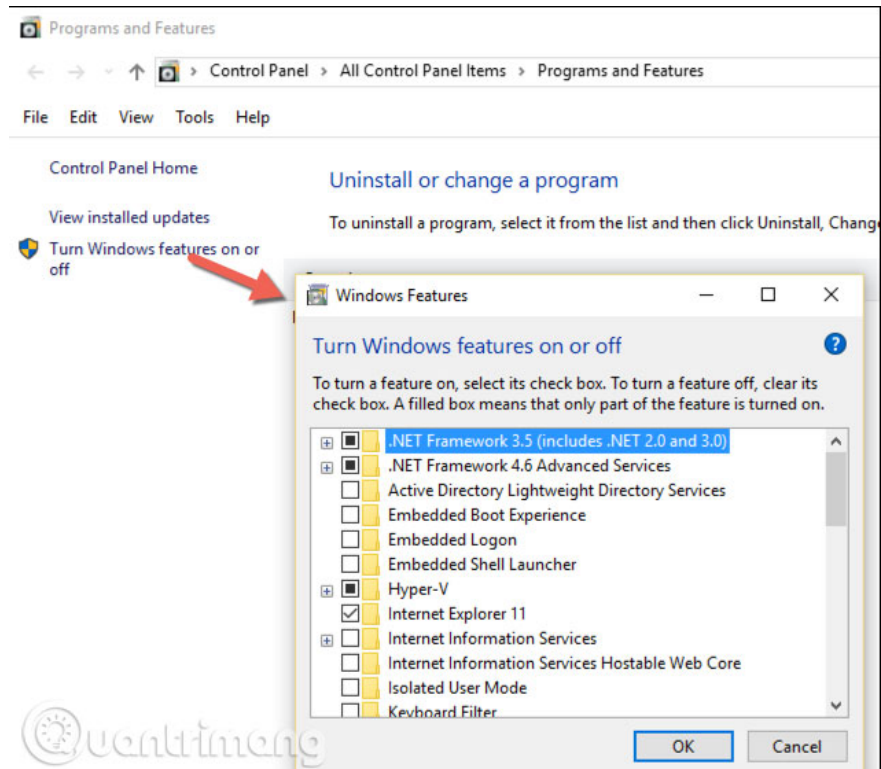 Programs and Features
Control Panel > All Control Panel Items > Programs and Features
File Edit View Tools Help
Control Panel Home
View installed updates
Turn Windows features on or
off
Uninstall or change a program
To uninstall a program, select it from the list and then click Uninstall, Change
Windows Features
Turn Windows features on or off
To turn a feature on, select its check box. To turn a feature off, clear its
check box. A filled box means that only part of the feature is turned on.
.NET Framework 3.5 (includes .NET 2.0 and 3.0)
.NET Framework 4.6 Advanced Services
Active Directory Lightweight Directory Services
Embedded Boot Experience
Embedded Logon
Embedded Shell Launcher
Hyper-V
Internet Explorer 11
Internet Information Services
Internet Information Services Hostable Web Core
Isolated User Mode
Keyboard Filter
OK Cancel
Quantrimang